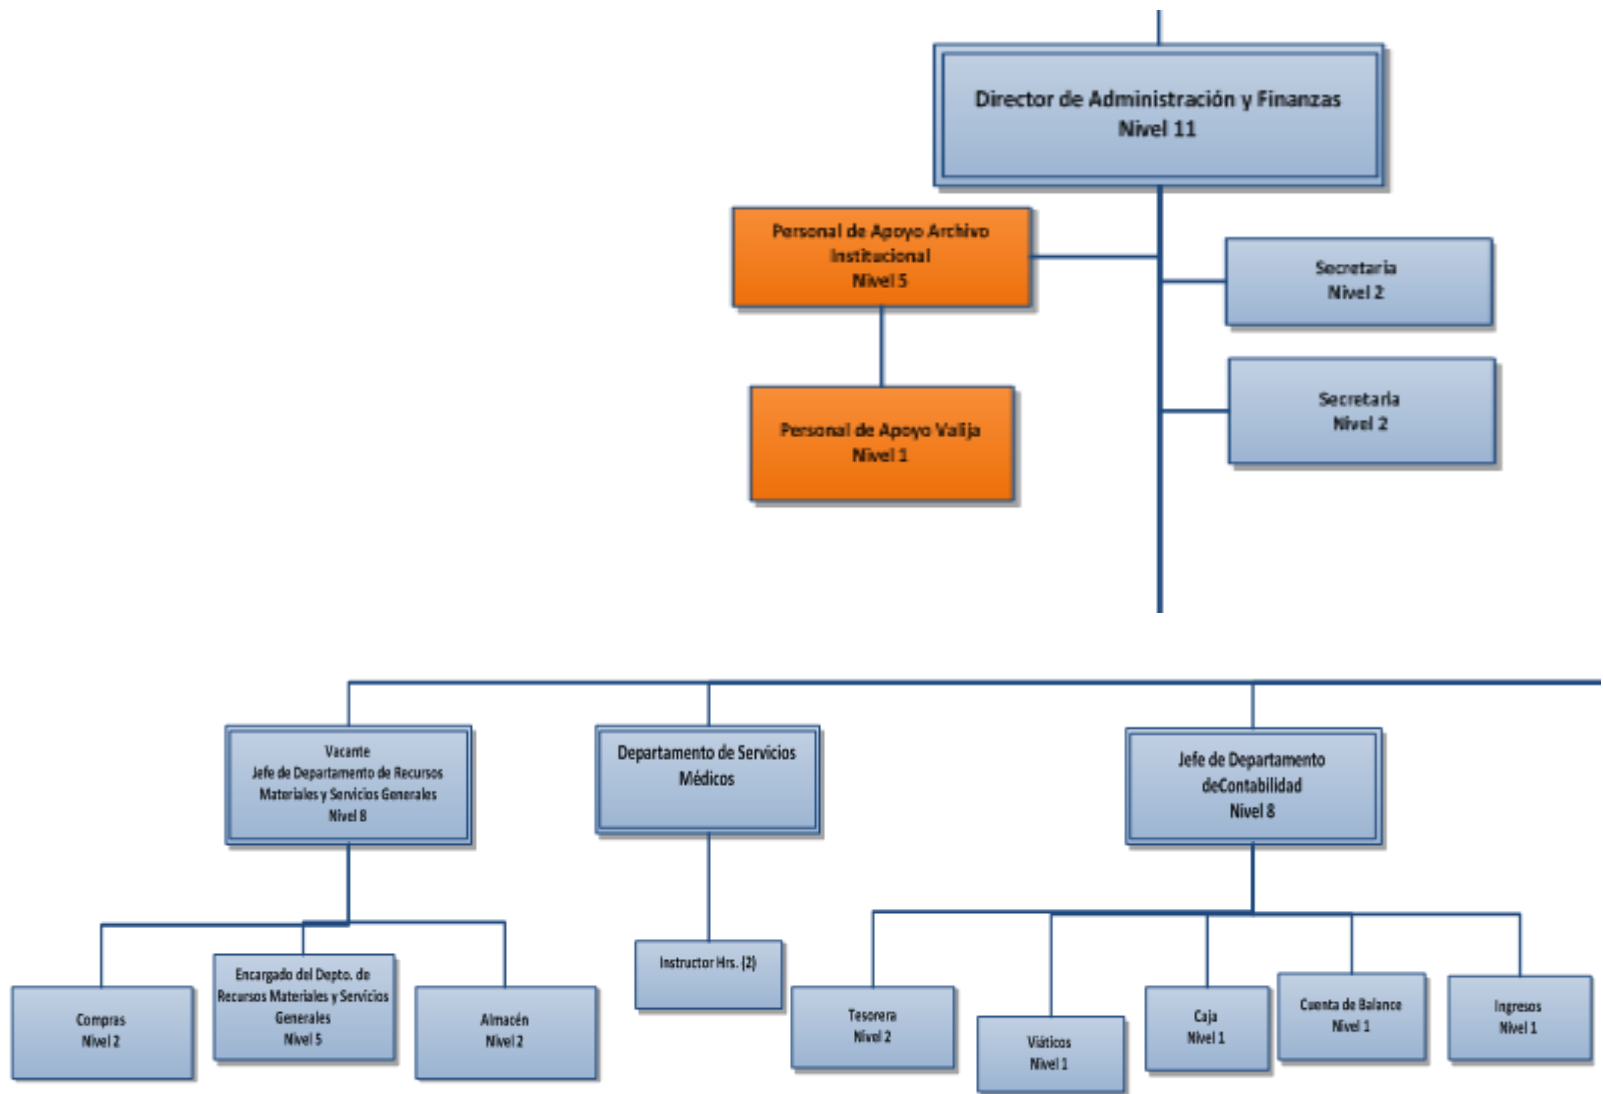 Director de Administración y Finanzas
Nivel 11
Personal de Apoyo Archivo
Institucional
Nivel 5
Secretaria
Nivel 2
Personal de Apoyo Valija
Nivel 1
Secretaria
Nivel 2
Vacante
Jefe de Departamento de Recursos
Materiales y Servicios Generales
Nivel 8
Departamento de Servicios
Médicos
Jefe de Departamento
deContabilidad
Nivel 8
Compras
Nivel 2
Encargado del Depto. de
Recursos Materiales y Servicios
Generales
Nivel 5
Almacén
Nivel 2
Instructor Hrs. (2)
Tesorera
Nivel 2
Viáticos
Nivel 1
Caja
Nivel 1
Cuenta de Balance
Nivel 1
Ingresos
Nivel 1